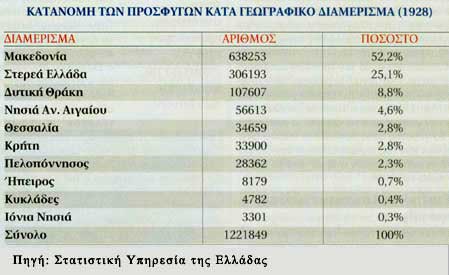 ΚΑΤΑΝΟΜΗ ΤΩΝ ΠΡΟΣΦΥΓΩΝ ΚΑΤΑ ΓΕΩΓΡΑΦΙΚΟ ΔΙΑΜΕΡΙΣΜΑ (1928)
ΔΙΑΜΕΡΙΣΜΑ ΑΡΙΘΜΟΣ ΠΟΣΟΣΤΟ
Μακεδονία 638253 52,2%
Στερεά Ελλάδα 306193 25,1%
Δυτική Θράκη 107607 8,8%
Νησιά Αν. Αιγαίου 56613 4,6%
Θεσσαλία 34659 2,8%
Κρήτη 33900 2,8%
Πελοπόννησος 28362 2,3%
Ήπειρος 8179 0,7%
Κυκλάδες 4782 0,4%
Ιόνια Νησιά 3301 0,3%
Σύνολο 1221849 100%
Πηγή: Στατιστική Υπηρεσία της Ελλάδας